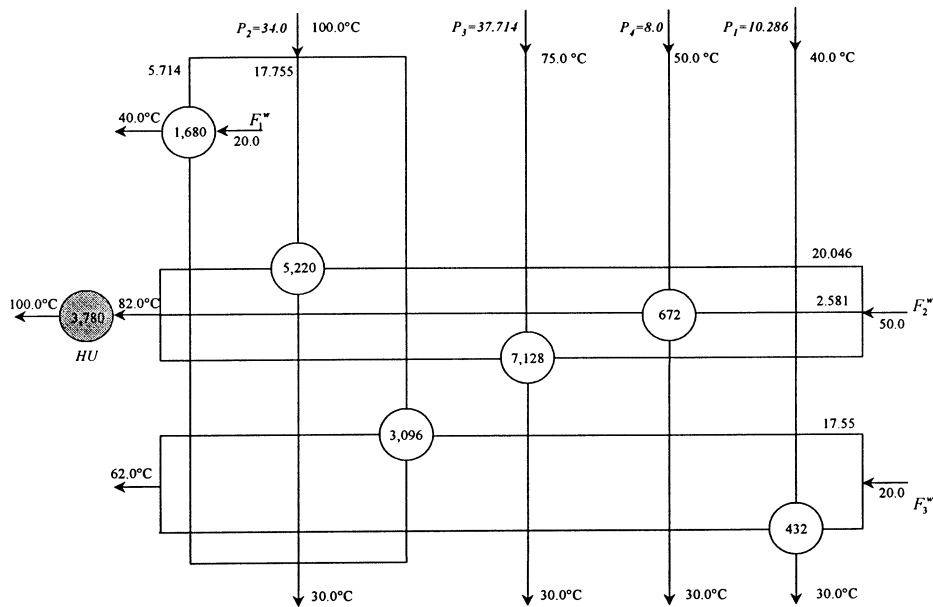 P₂=34.0 100.0°C P₃=37.714 P₄=8.0 P₁=10.286
75.0 °C 50.0 °C 40.0 °C
5.714 17.755
40.0°C 1,680 F₁ʷ
20.0
5,220 20.046
100.0°C 3,780 82.0°C 672 2.581 F₂ʷ
50.0
HU
7,128
3,096 17.55
62.0°C 20.0 F₃ʷ
432
30.0°C 30.0°C 30.0°C 30.0°C